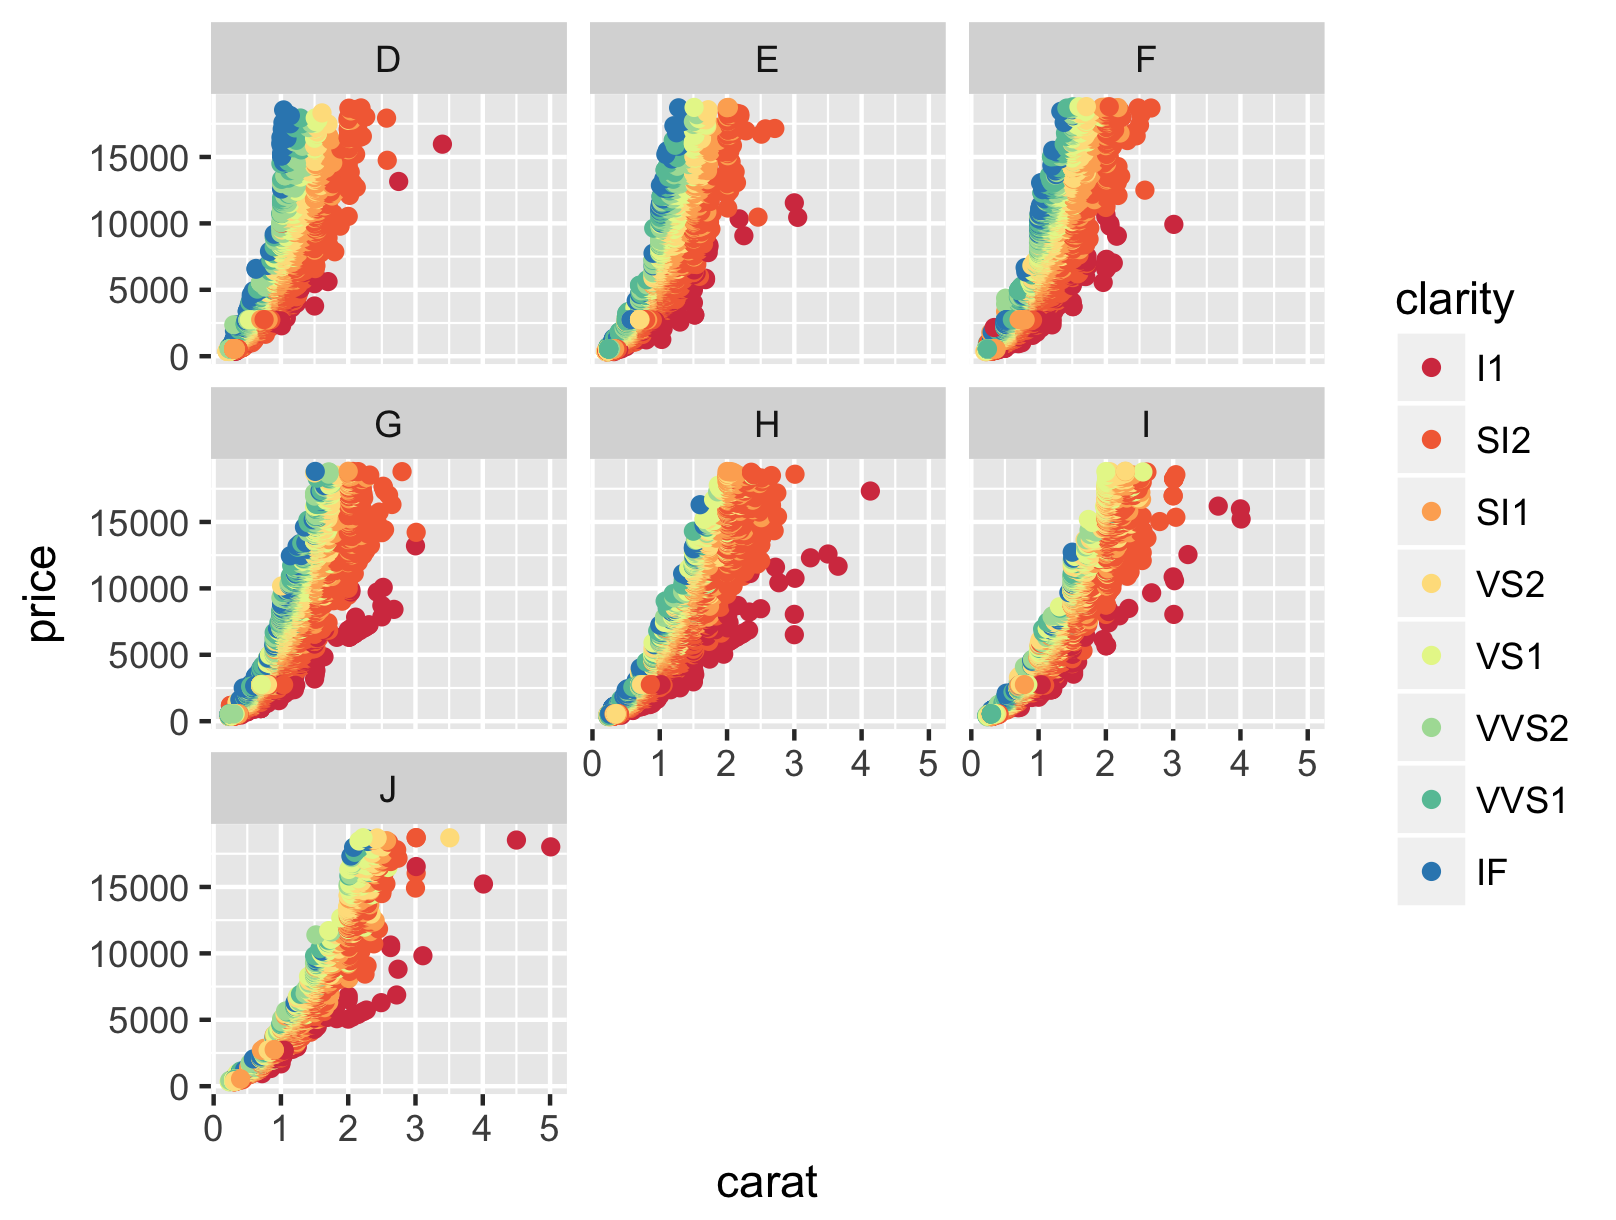 D E F
15000
10000
5000
0
G H I
15000
10000
5000
0
0 1 2 3 4 5 0 1 2 3 4 5
J
15000
10000
5000
0
0 1 2 3 4 5
carat
price
clarity
I1
SI2
SI1
VS2
VS1
VVS2
VVS1
IF